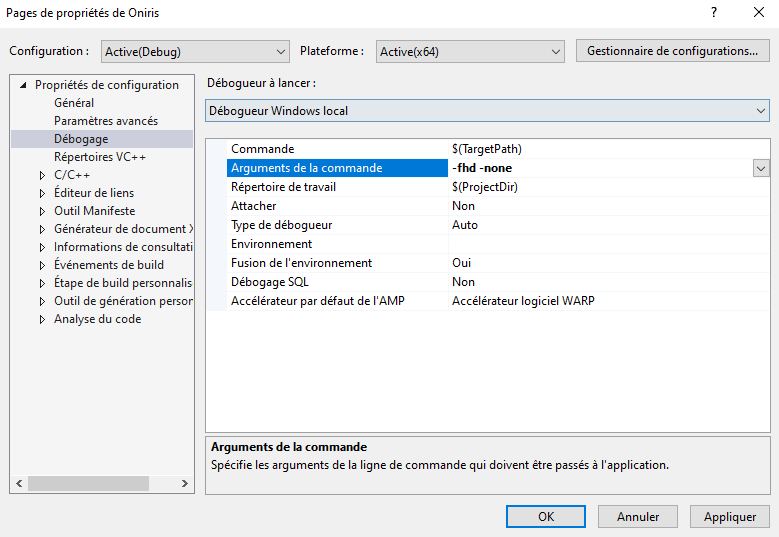 Pages de propriétés de Oniris
?
Configuration : Active(Debug) Plateforme : Active(x64) Gestionnaire de configurations...
Propriétés de configuration
Général
Paramètres avancés
Débogage
Répertoires VC++
C/C++
Éditeur de liens
Outil Manifeste
Générateur de document X
Informations de consultati
Événements de build
Étape de build personnalis
Outil de génération person
Analyse du code
Débogueur à lancer :
Débogueur Windows local
Commande $(TargetPath)
Arguments de la commande -fhd -none
Répertoire de travail $(ProjectDir)
Attacher Non
Type de débogueur Auto
Environnement
Fusion de l'environnement Oui
Débogage SQL Non
Accélérateur par défaut de l'AMP Accélérateur logiciel WARP
Arguments de la commande
Spécifie les arguments de la ligne de commande qui doivent être passés à l'application.
OK Annuler Appliquer